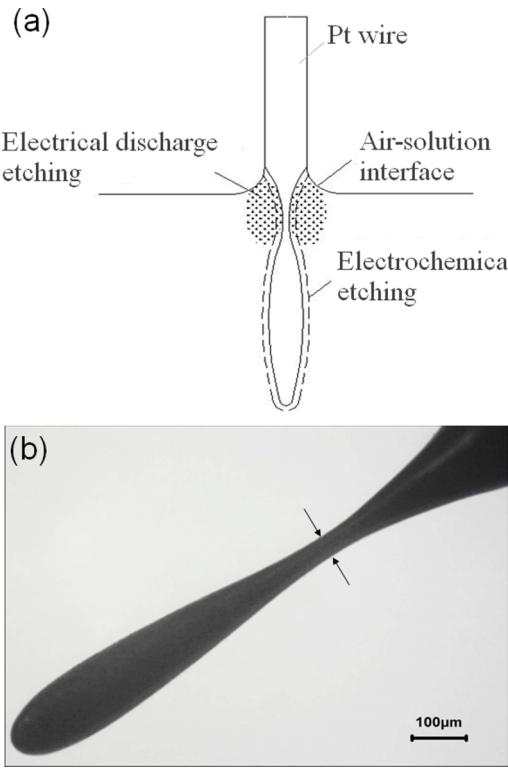 (a)
Pt wire
Electrical discharge
etching
Air-solution
interface
Electrochemica
etching
(b)
100µm